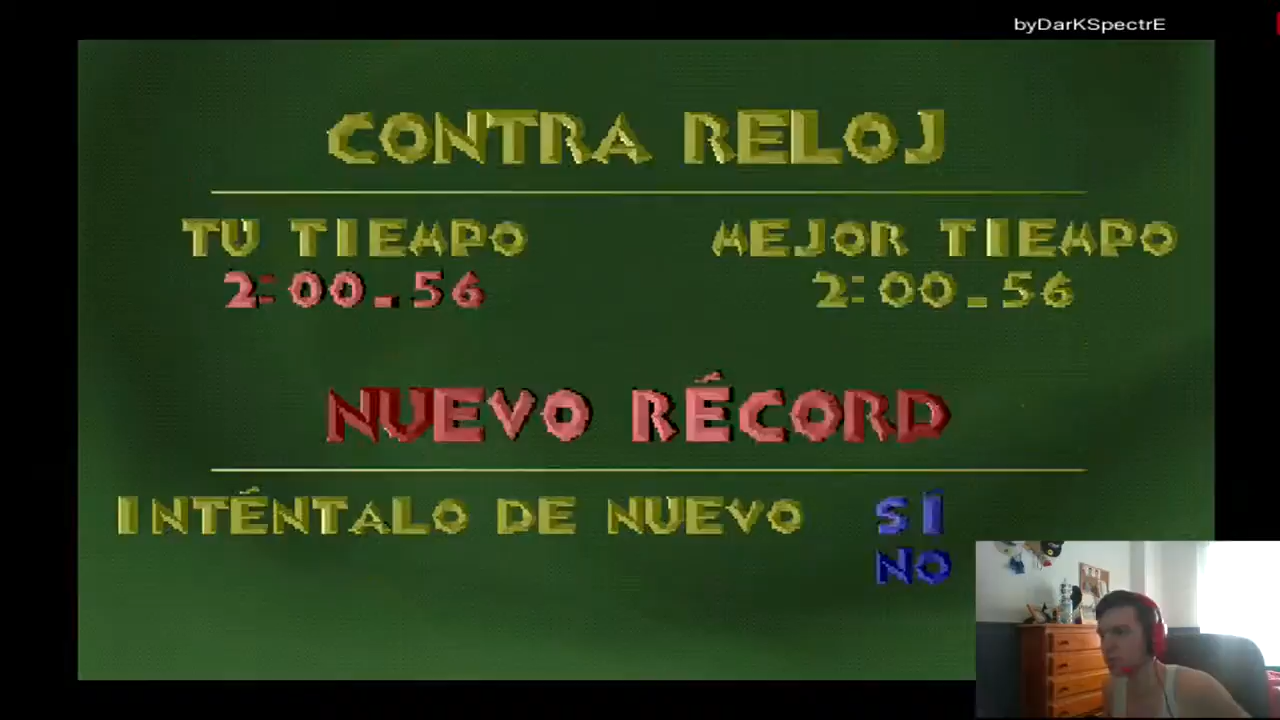 byDarKSpectrE
CONTRA RELOJ
TU TIEMPO MEJOR TIEMPO
2:00.56 2:00.56
NUEVO RÉCORD
INTÉNTALO DE NUEVO SÍ
NO